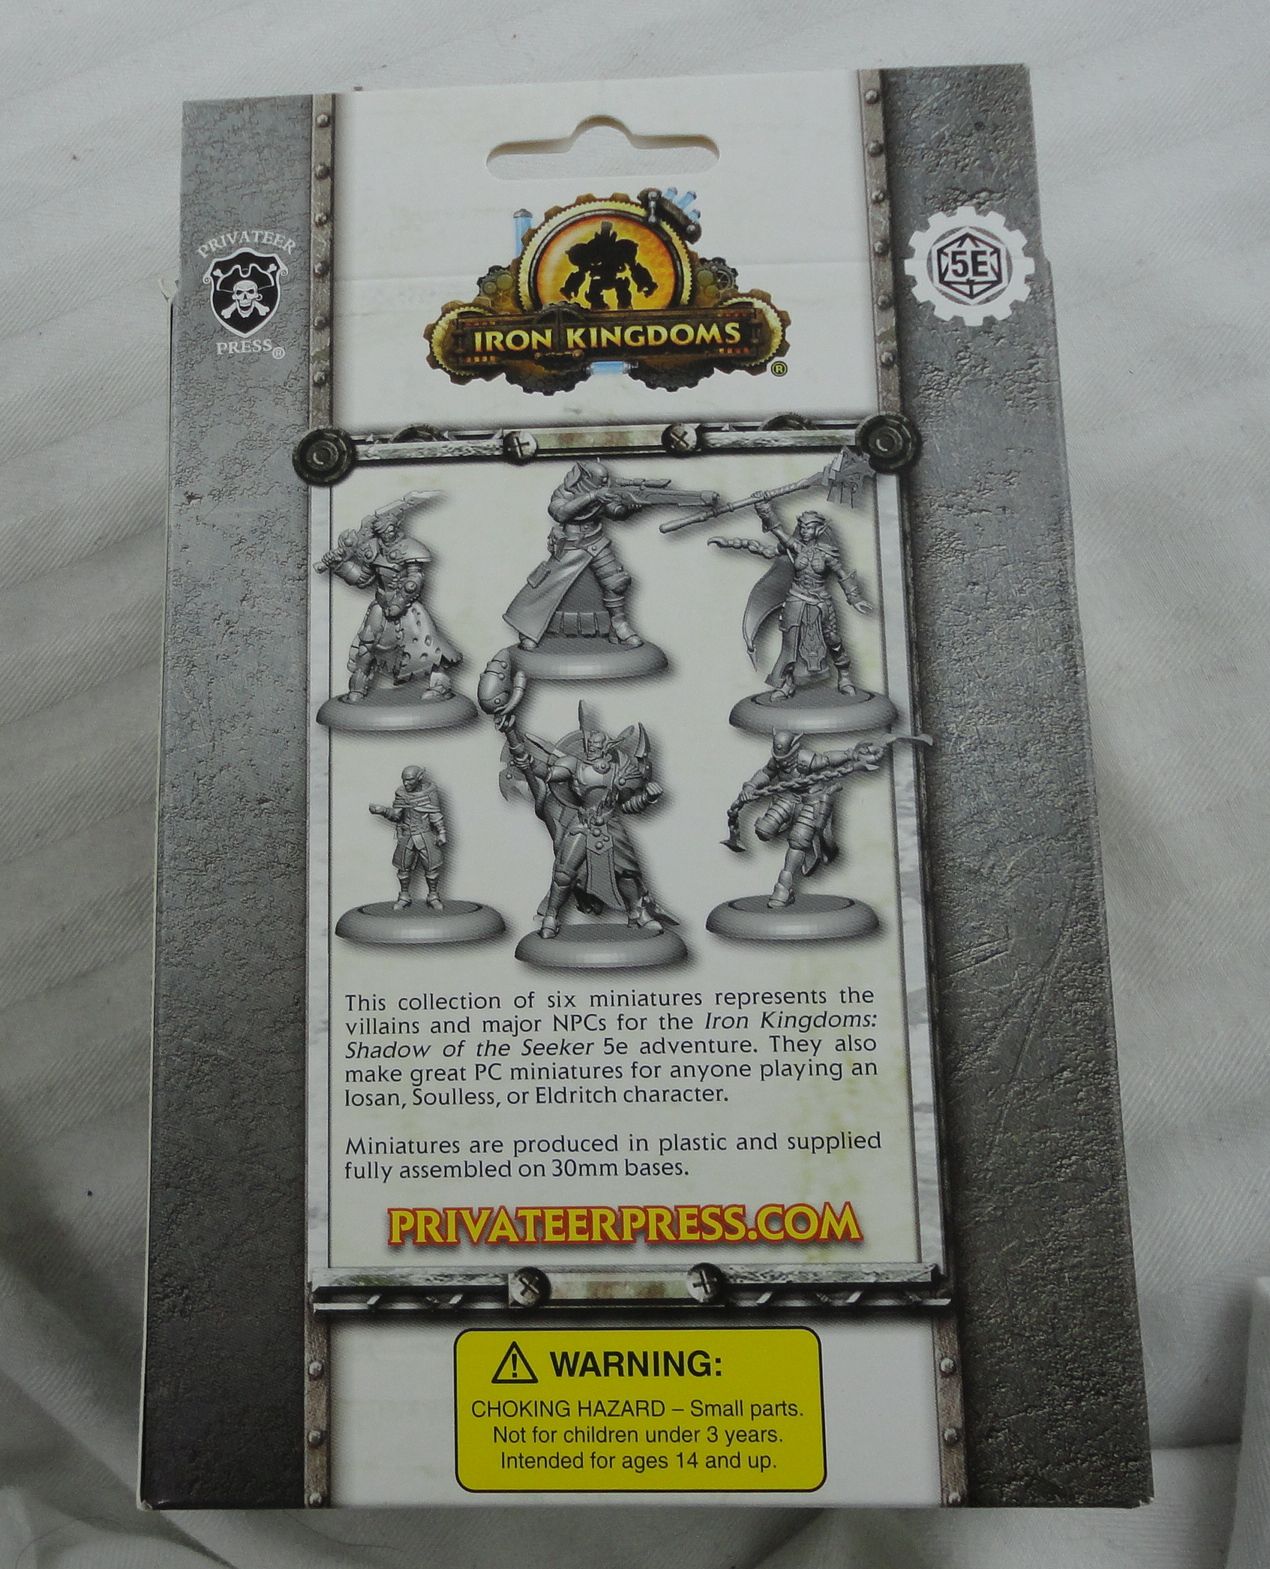 PRIVATEER
PRESS®
5E
IRON KINGDOMS
®
This collection of six miniatures represents the
villains and major NPCs for the Iron Kingdoms:
Shadow of the Seeker 5e adventure. They also
make great PC miniatures for anyone playing an
Iosan, Soulless, or Eldritch character.
Miniatures are produced in plastic and supplied
fully assembled on 30mm bases.
PRIVATEERPRESS.COM
WARNING:
CHOKING HAZARD – Small parts.
Not for children under 3 years.
Intended for ages 14 and up.